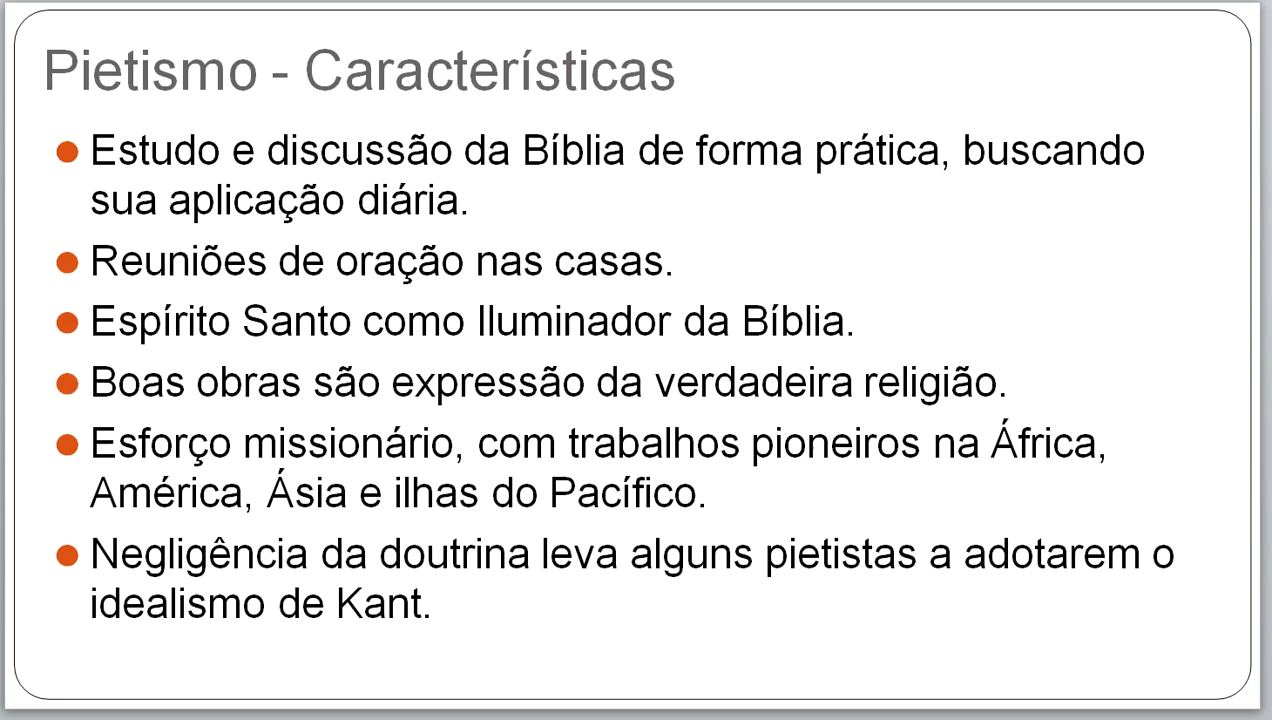 Pietismo - Características
Estudo e discussão da Bíblia de forma prática, buscando
sua aplicação diária.
Reuniões de oração nas casas.
Espírito Santo como Iluminador da Bíblia.
Boas obras são expressão da verdadeira religião.
Esforço missionário, com trabalhos pioneiros na África,
América, Ásia e ilhas do Pacífico.
Negligência da doutrina leva alguns pietistas a adotarem o
idealismo de Kant.